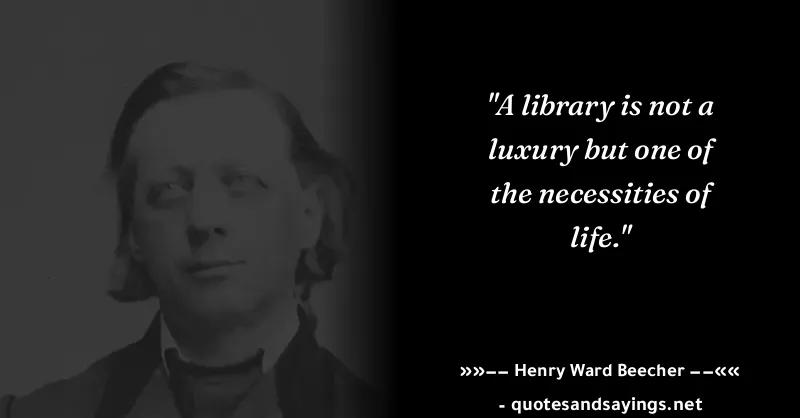 "A library is not a
luxury but one of
the necessities of
life."
»»–– Henry Ward Beecher ––««
- quotesandsayings.net